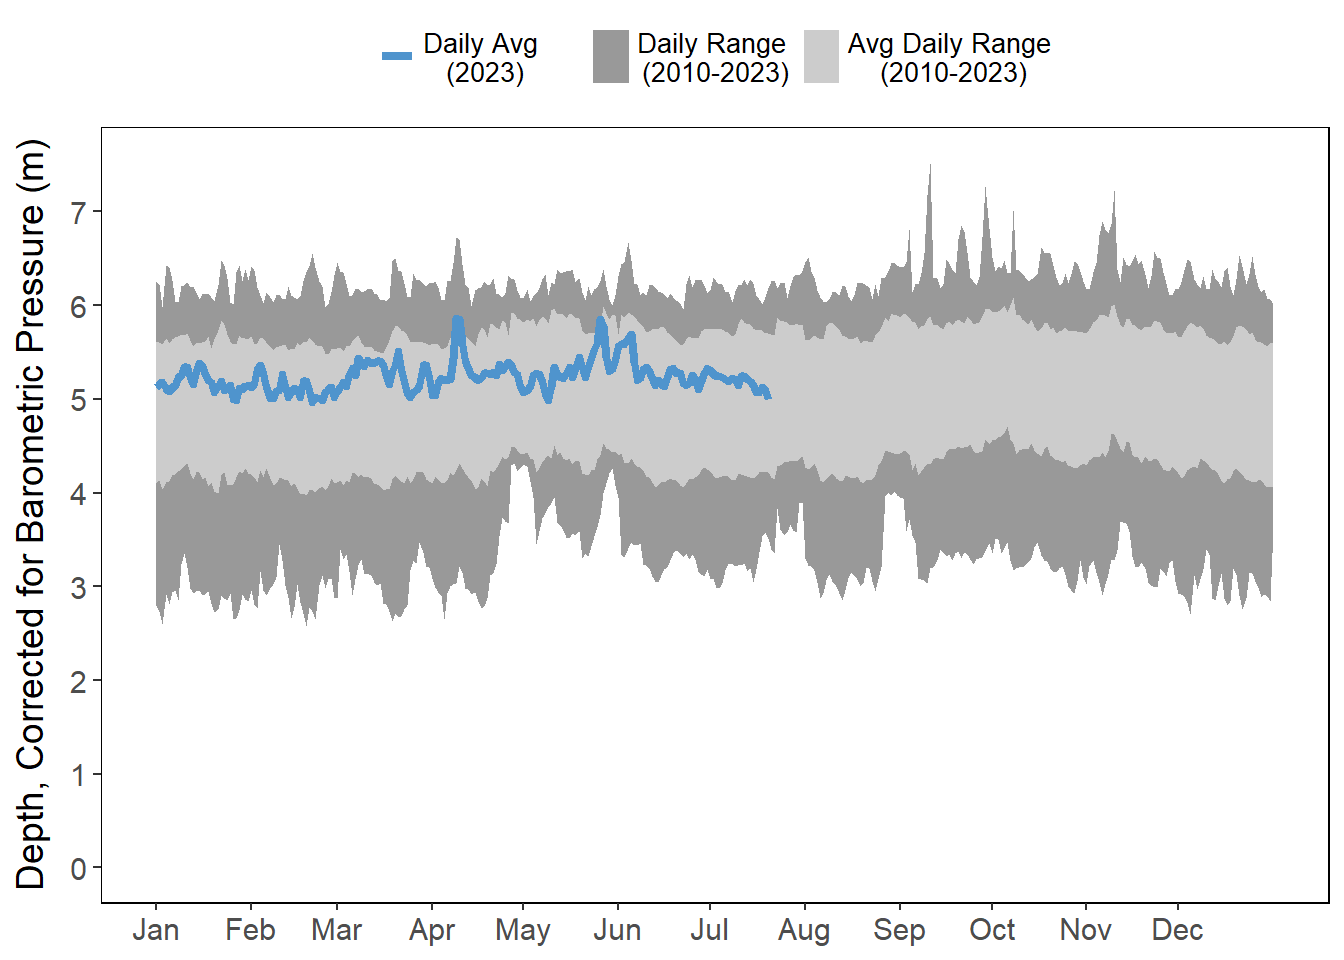 Daily Avg
(2023)
Daily Range
(2010-2023)
Avg Daily Range
(2010-2023)
Depth, Corrected for Barometric Pressure (m)
7
6
5
4
3
2
1
0
Jan Feb Mar Apr May Jun Jul Aug Sep Oct Nov Dec